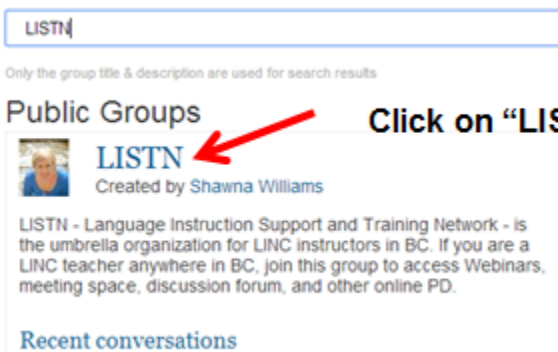 LISTN
Only the group title & description are used for search results
Public Groups
Click on “LIS
LISTN
Created by Shawna Williams
LISTN - Language Instruction Support and Training Network - is
the umbrella organization for LINC instructors in BC. If you are a
LINC teacher anywhere in BC, join this group to access Webinars,
meeting space, discussion forum, and other online PD.
Recent conversations